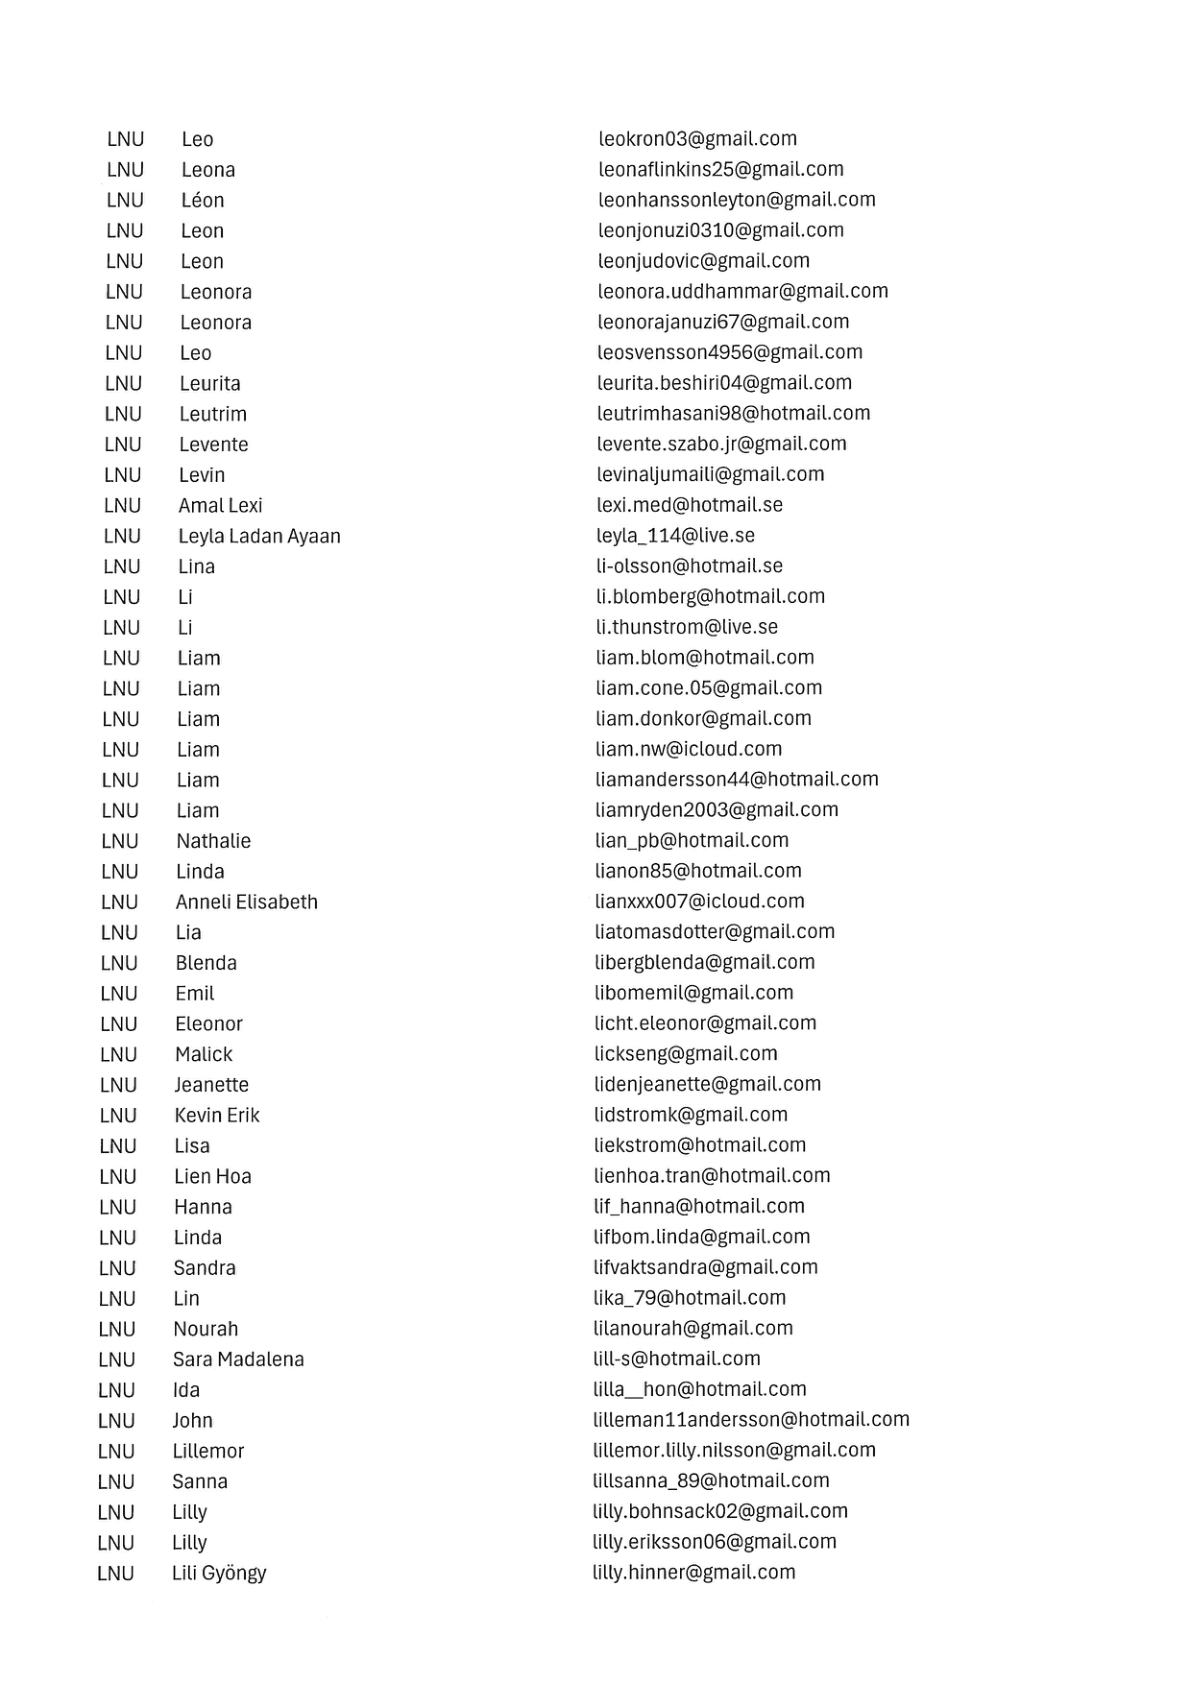 LNU Leo leokron03@gmail.com
LNU Leona leonaflinkins25@gmail.com
LNU Léon leonhanssonleyton@gmail.com
LNU Leon leonjonuzi0310@gmail.com
LNU Leon leonjudovic@gmail.com
LNU Leonora leonora.uddhammar@gmail.com
LNU Leonora leonorajanuzi67@gmail.com
LNU Leo leosvensson4956@gmail.com
LNU Leurita leurita.beshiri04@gmail.com
LNU Leutrim leutrimhasani98@hotmail.com
LNU Levente levente.szabo.jr@gmail.com
LNU Levin levinaljumaili@gmail.com
LNU Amal Lexi lexi.med@hotmail.se
LNU Leyla Ladan Ayaan leyla_114@live.se
LNU Lina li-olsson@hotmail.se
LNU Li li.blomberg@hotmail.com
LNU Li li.thunstrom@live.se
LNU Liam liam.blom@hotmail.com
LNU Liam liam.cone.05@gmail.com
LNU Liam liam.donkor@gmail.com
LNU Liam liam.nw@icloud.com
LNU Liam liamandersson44@hotmail.com
LNU Liam liamryden2003@gmail.com
LNU Nathalie lian_pb@hotmail.com
LNU Linda lianon85@hotmail.com
LNU Anneli Elisabeth lianxxx007@icloud.com
LNU Lia liatomasdotter@gmail.com
LNU Blenda libergblenda@gmail.com
LNU Emil libomemil@gmail.com
LNU Eleonor licht.eleonor@gmail.com
LNU Malick lickseng@gmail.com
LNU Jeanette lidenjeanette@gmail.com
LNU Kevin Erik lidstromk@gmail.com
LNU Lisa liekstrom@hotmail.com
LNU Lien Hoa lienhoa.tran@hotmail.com
LNU Hanna lif_hanna@hotmail.com
LNU Linda lifbom.linda@gmail.com
LNU Sandra lifvaktsandra@gmail.com
LNU Lin lika_79@hotmail.com
LNU Nourah lilanourah@gmail.com
LNU Sara Madalena lill-s@hotmail.com
LNU Ida lilla__hon@hotmail.com
LNU John lilleman11andersson@hotmail.com
LNU Lillemor lillemor.lilly.nilsson@gmail.com
LNU Sanna lillsanna_89@hotmail.com
LNU Lilly lilly.bohnsack02@gmail.com
LNU Lilly lilly.eriksson06@gmail.com
LNU Lili Gyöngy lilly.hinner@gmail.com